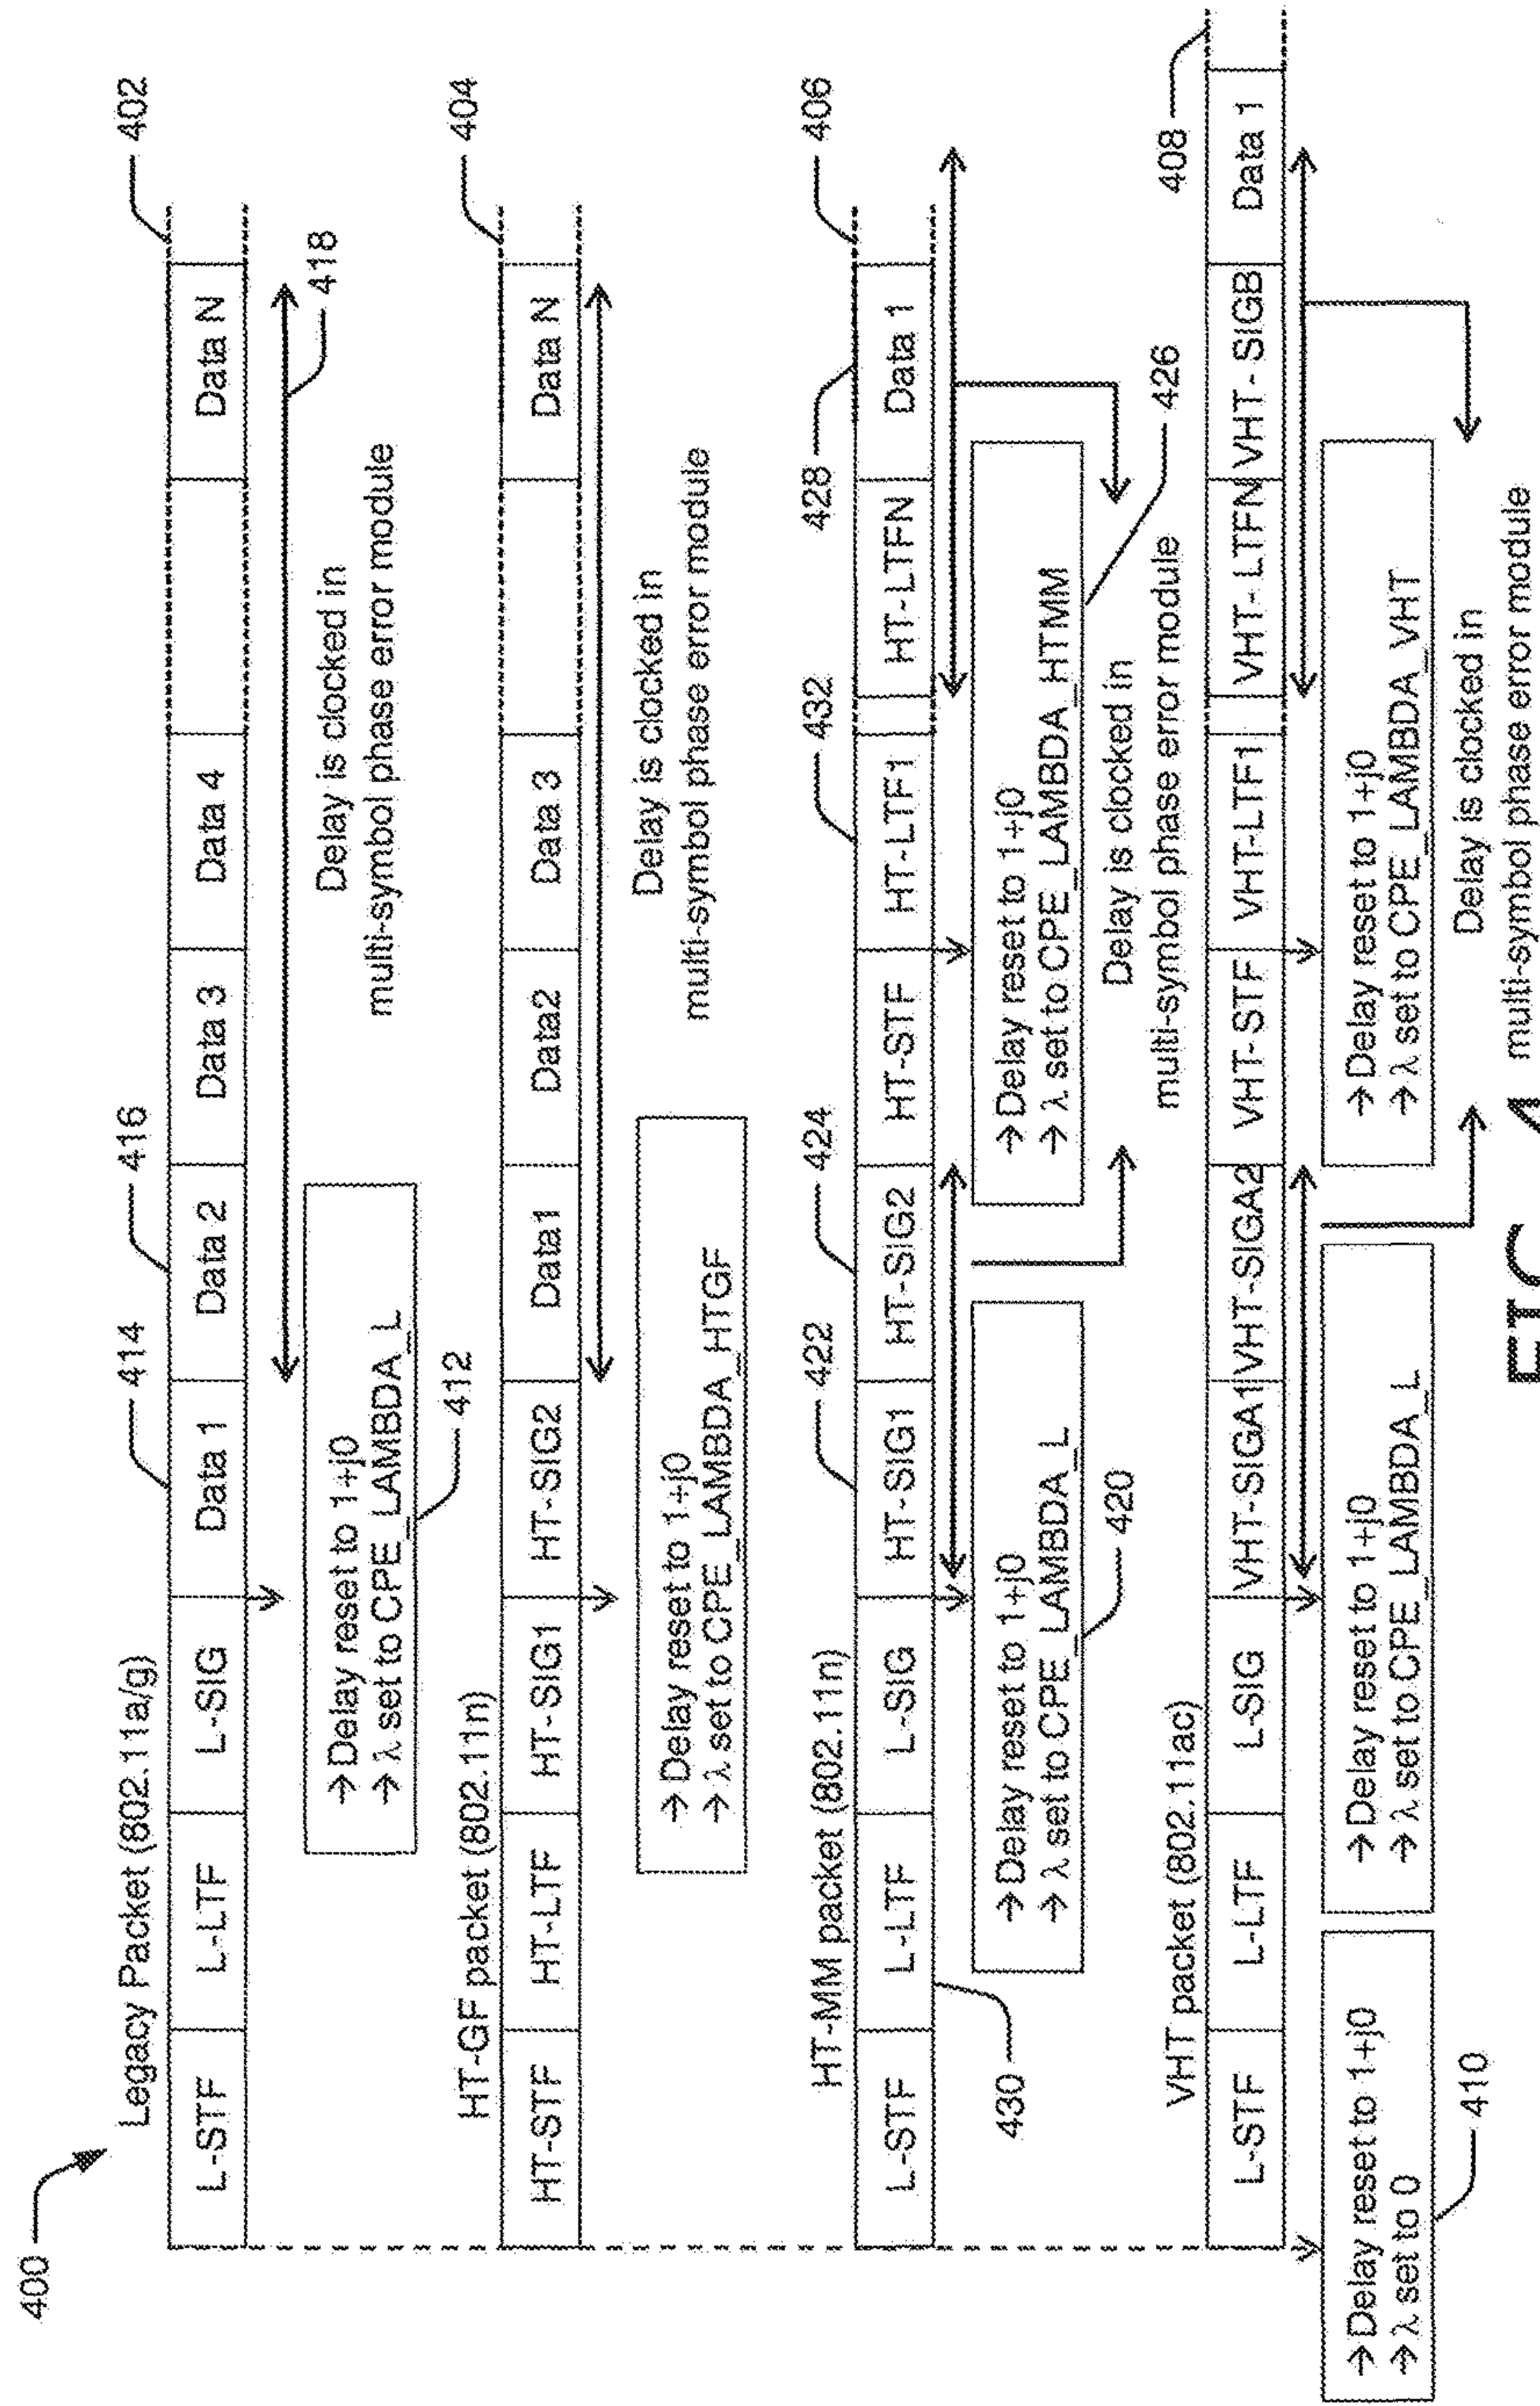 400
Legacy Packet (802.11a/g)
414
416
402
L-STF
L-LTF
L-SIG
Data 1
Data 2
Data 3
Data 4
Data N
418
→Delay reset to 1+j0
→ λ set to CPE_LAMBDA_L
412
Delay is clocked in
multi-symbol phase error module
HT-GF packet (802.11n)
404
HT-STF
HT-LTF
HT-SIG1
HT-SIG2
Data1
Data2
Data 3
Data N
→Delay reset to 1+j0
→ λ set to CPE_LAMBDA_HTGF
Delay is clocked in
multi-symbol phase error module
HT-MM packet (802.11n)
422
424
432
428
406
L-STF
L-LTF
L-SIG
HT-SIG1
HT-SIG2
HT-STF
HT-LTF1
HT-LTFN
Data 1
430
→Delay reset to 1+j0
→ λ set to CPE_LAMBDA_L
420
→Delay reset to 1+j0
→ λ set to CPE_LAMBDA_HTMM
426
Delay is clocked in
multi-symbol phase error module
VHT packet (802.11ac)
408
L-STF
L-LTF
L-SIG
VHT-SIGA1
VHT-SIGA2
VHT-STF
VHT-LTF1
VHT-LTFN
VHT-SIGB
Data 1
→Delay reset to 1+j0
→ λ set to 0
410
→Delay reset to 1+j0
→ λ set to CPE_LAMBDA_L
→Delay reset to 1+j0
→ λ set to CPE_LAMBDA_VHT
Delay is clocked in
multi-symbol phase error module